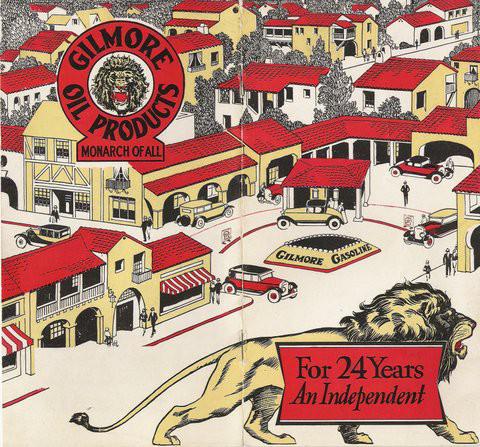 GILMORE
OIL PRODUCTS
MONARCH OF ALL
GILMORE GASOLINE
For 24 Years
An Independent